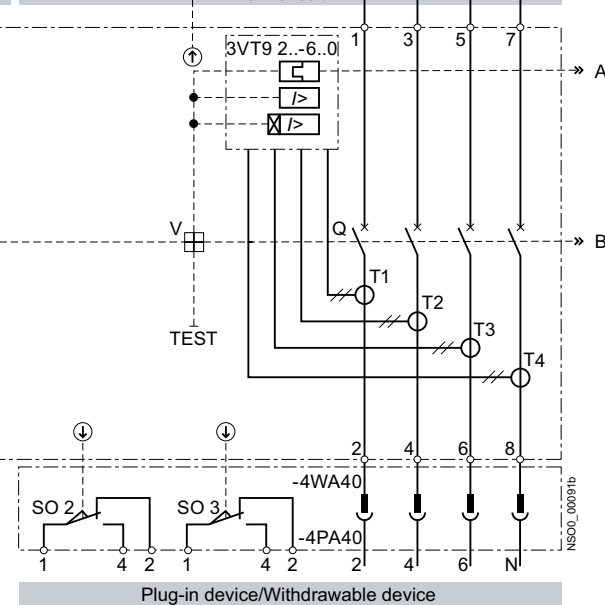 1 3 5 7
3VT9 2..-6..0
A
I>
I>
V
Q
B
T1
T2
TEST
T3
T4
2 4 6 8
-4WA40
SO 2 SO 3
-4PA40
1 4 2 1 4 2 2 4 6 N
NSO0_00091b
Plug-in device/Withdrawable device